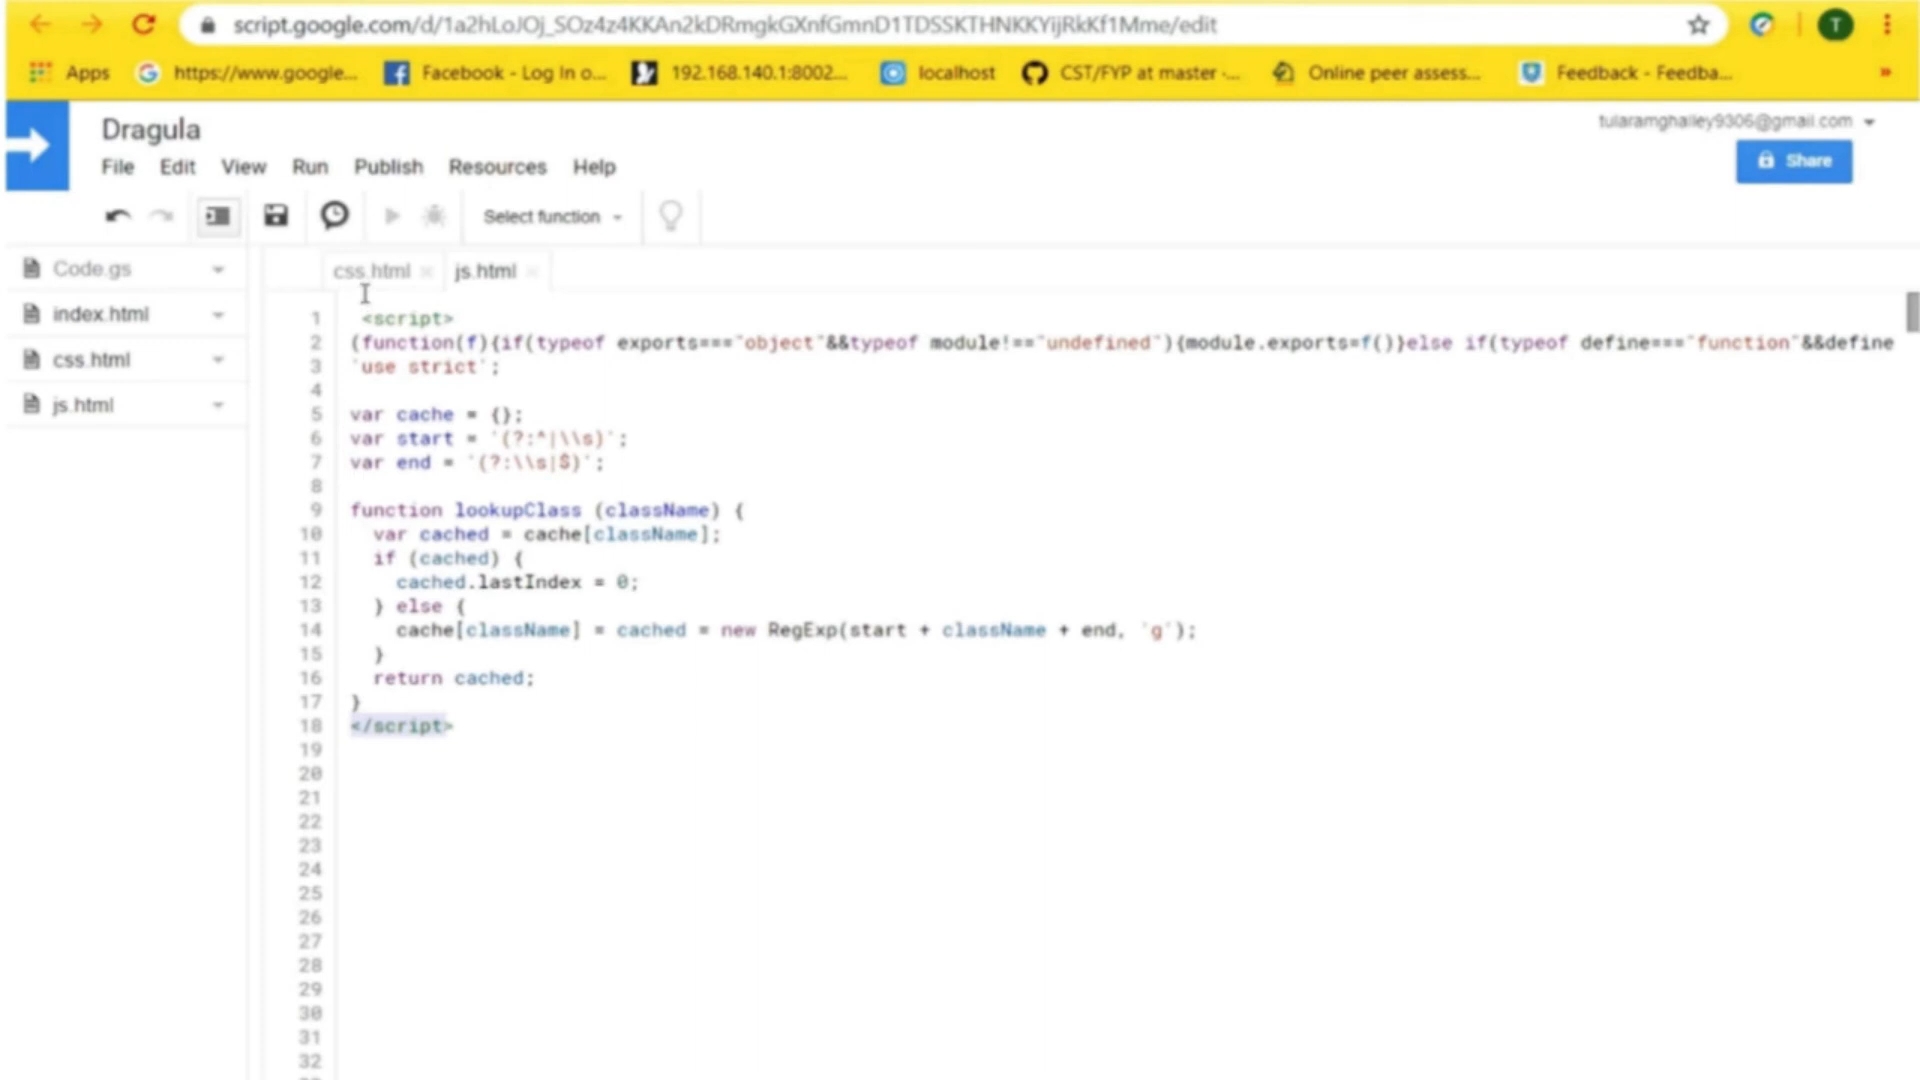 script.google.com/d/1a2hLoJOj_SOz4z4KKAn2kDRmgkGXnfGmnD1TDSSKTHNKKYijRkKf1Mme/edit
T
Apps https://www.google... Facebook - Log In o... 192.168.140.1:8002... localhost CST/FYP at master ·... Online peer assess... Feedback - Feedba... »
Dragula
tularamghalley9306@gmail.com
File Edit View Run Publish Resources Help
Share
Select function
Code.gs
index.html
css.html
js.html
css.html × js.html ×
1 <script>
2 (function(f){if(typeof exports==="object"&&typeof module!=="undefined"){module.exports=f()}else if(typeof define==="function"&&define
3 'use strict';
4
5 var cache = {};
6 var start = '(?:^|\\s)';
7 var end = '(?:\\s|$)';
8
9 function lookupClass (className) {
10 var cached = cache[className];
11 if (cached) {
12 cached.lastIndex = 0;
13 } else {
14 cache[className] = cached = new RegExp(start + className + end, 'g');
15 }
16 return cached;
17 }
18 </script>
19
20
21
22
23
24
25
26
27
28
29
30
31
32